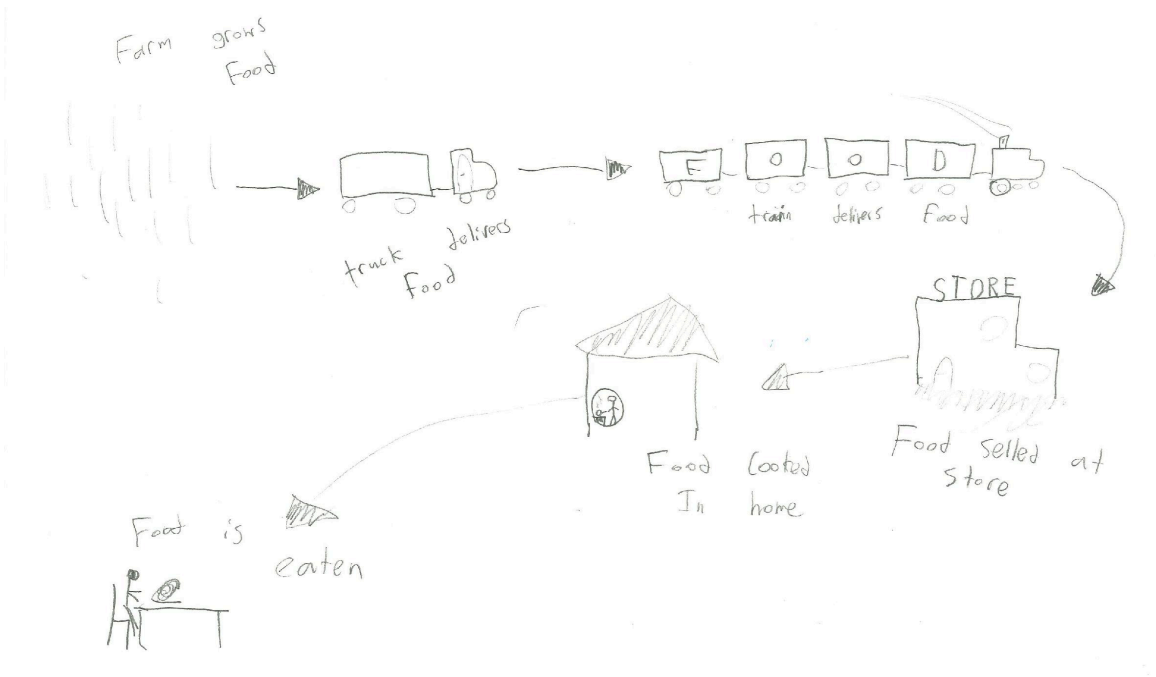 Farm grows
Food
truck delivers
Food
F O O D
train delivers Food
STORE
Food selled at
store
Food Cooked
In home
Food is
eaten